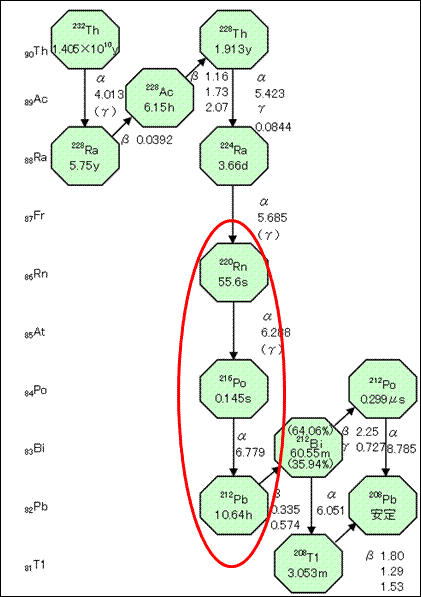 ₉₀Th
²³²Th
1.405×10¹⁰y
²²⁸Th
1.913y
α
4.013
(γ)
β 1.16
1.73
2.07
α
5.423
γ
0.0844
₈₉Ac
²²⁸Ac
6.15h
₈₈Ra
²²⁸Ra
5.75y
β 0.0392
²²⁴Ra
3.66d
₈₇Fr
α
5.685
(γ)
₈₆Rn
²²⁰Rn
55.6s
₈₅At
α
6.288
(γ)
₈₄Po
²¹⁶Po
0.145s
²¹²Po
0.299μs
₈₃Bi
α
6.779
(64.06%)
²¹²Bi
60.55m
(35.94%)
β 2.25
γ 0.727
α
8.785
₈₂Pb
²¹²Pb
10.64h
β
0.335
0.574
α
6.051
²⁰⁸Pb
安定
₈₁T1
²⁰⁸T1
3.053m
β 1.80
1.29
1.53